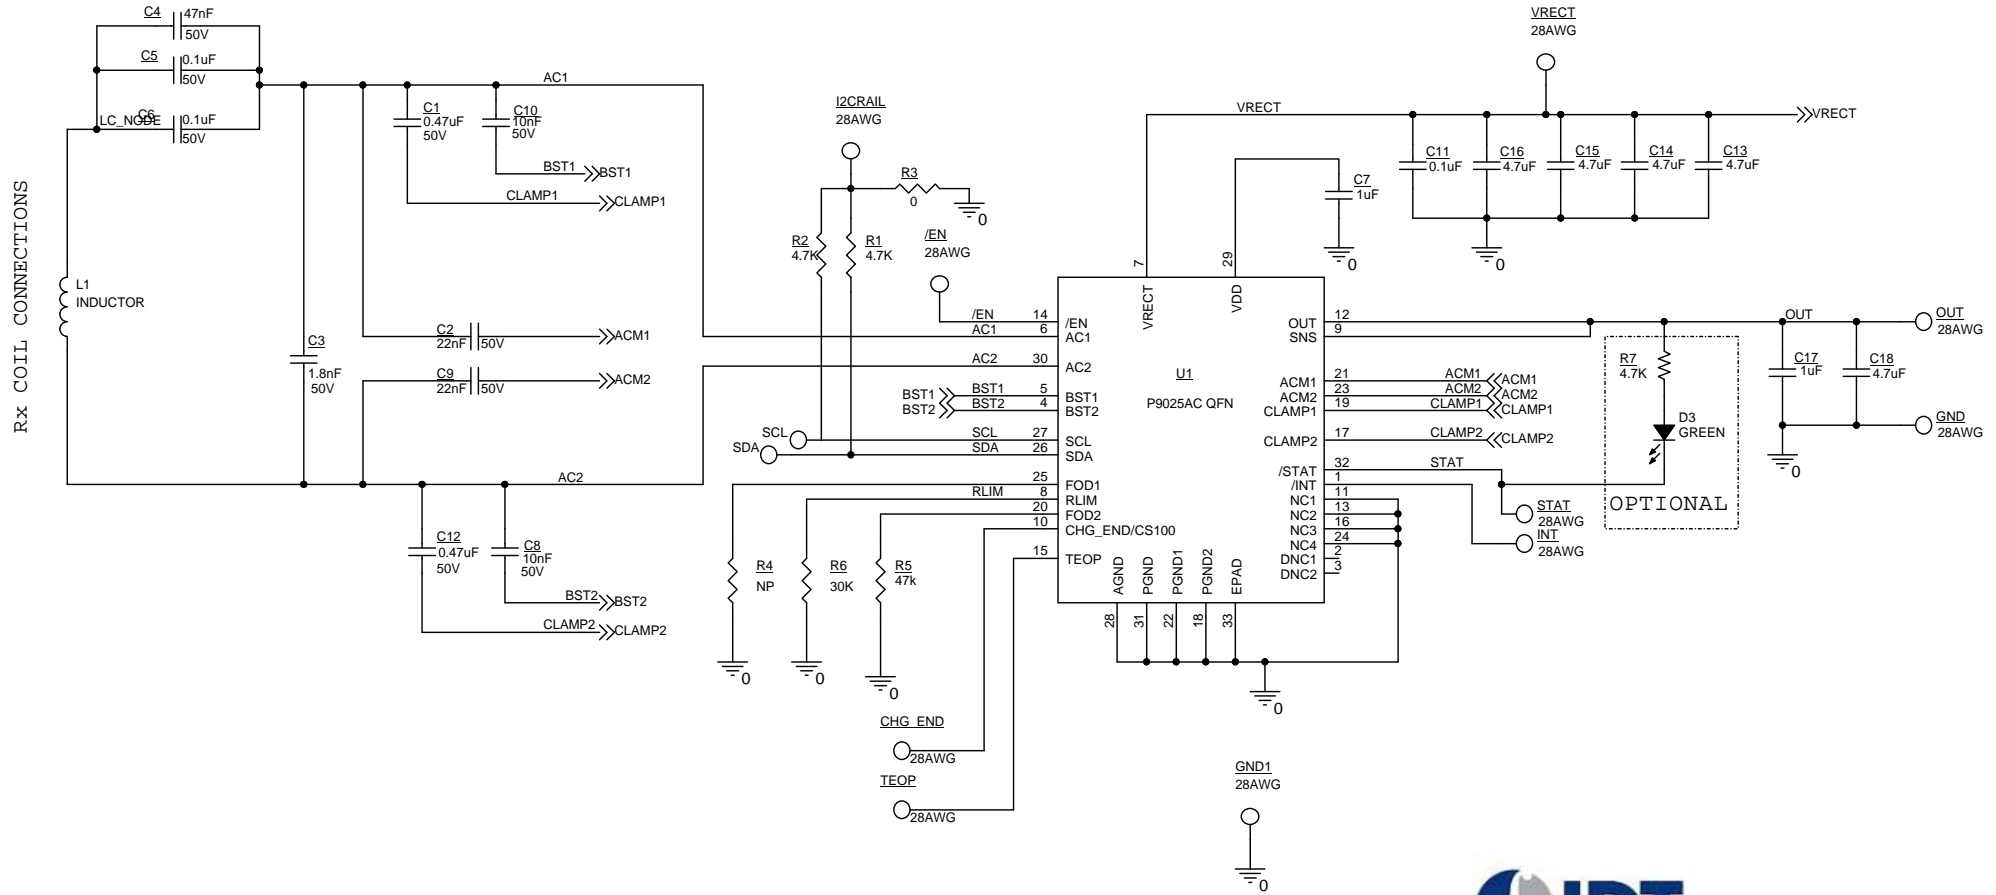 Rx COIL CONNECTIONS
C4
47nF
50V
C5
0.1uF
50V
C6
LC_NODE
0.1uF
50V
L1
INDUCTOR
C3
1.8nF
50V
AC1
C1
0.47uF
50V
C10
10nF
50V
BST1
BST1
CLAMP1
CLAMP1
C2
22nF
50V
ACM1
C9
22nF
50V
ACM2
AC2
C12
0.47uF
50V
C8
10nF
50V
BST2
BST2
CLAMP2
CLAMP2
I2CRAIL
28AWG
R3
0
0
R2
4.7K
R1
4.7K
/EN
28AWG
VRECT
28AWG
VRECT
VRECT
C11
0.1uF
C16
4.7uF
C15
4.7uF
C14
4.7uF
C13
4.7uF
0
C7
1uF
0
7
29
VRECT
VDD
/EN 14 /EN
AC1 6 AC1
AC2 30 AC2
BST1 BST1 5 BST1
BST2 BST2 4 BST2
SCL SCL 27 SCL
SDA SDA 26 SDA
25 FOD1
RLIM 8 RLIM
20 FOD2
10 CHG_END/CS100
15 TEOP
U1
P9025AC QFN
OUT 12
SNS 9
ACM1 21 ACM1 ACM1
ACM2 23 ACM2 ACM2
CLAMP1 19 CLAMP1 CLAMP1
CLAMP2 17 CLAMP2 CLAMP2
/STAT 32 STAT
/INT 1
NC1 11
NC2 13
NC3 16
NC4 24
DNC1 2
DNC2 3
AGND
PGND
PGND1
PGND2
EPAD
28
31
22
18
33
0
R4
NP
0
R6
30K
0
R5
47k
0
CHG_END
28AWG
TEOP
28AWG
GND1
28AWG
0
OUT
OUT
28AWG
R7
4.7K
D3
GREEN
OPTIONAL
C17
1uF
C18
4.7uF
GND
28AWG
0
STAT
28AWG
INT
28AWG